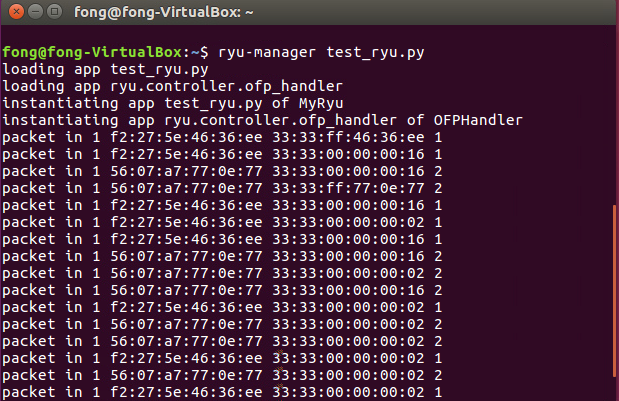 fong@fong-VirtualBox: ~
fong@fong-VirtualBox:~$ ryu-manager test_ryu.py
loading app test_ryu.py
loading app ryu.controller.ofp_handler
instantiating app test_ryu.py of MyRyu
instantiating app ryu.controller.ofp_handler of OFPHandler
packet in 1 f2:27:5e:46:36:ee 33:33:ff:46:36:ee 1
packet in 1 f2:27:5e:46:36:ee 33:33:00:00:00:16 1
packet in 1 56:07:a7:77:0e:77 33:33:00:00:00:16 2
packet in 1 56:07:a7:77:0e:77 33:33:ff:77:0e:77 2
packet in 1 f2:27:5e:46:36:ee 33:33:00:00:00:16 1
packet in 1 f2:27:5e:46:36:ee 33:33:00:00:00:02 1
packet in 1 f2:27:5e:46:36:ee 33:33:00:00:00:16 1
packet in 1 56:07:a7:77:0e:77 33:33:00:00:00:16 2
packet in 1 56:07:a7:77:0e:77 33:33:00:00:00:02 2
packet in 1 56:07:a7:77:0e:77 33:33:00:00:00:16 2
packet in 1 f2:27:5e:46:36:ee 33:33:00:00:00:02 1
packet in 1 56:07:a7:77:0e:77 33:33:00:00:00:02 2
packet in 1 56:07:a7:77:0e:77 33:33:00:00:00:02 2
packet in 1 f2:27:5e:46:36:ee 33:33:00:00:00:02 1
packet in 1 56:07:a7:77:0e:77 33:33:00:00:00:02 2
packet in 1 f2:27:5e:46:36:ee 33:33:00:00:00:02 1